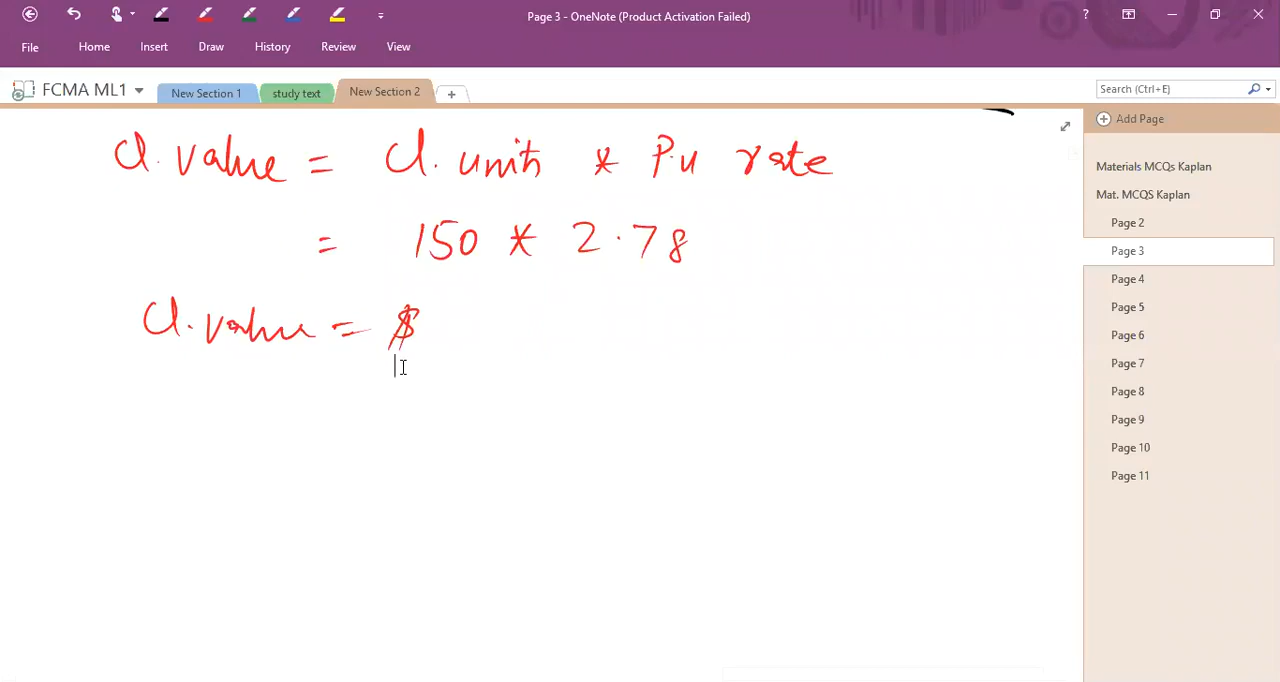 Page 3 - OneNote (Product Activation Failed)
?
File Home Insert Draw History Review View
FCMA ML1 New Section 1 study text New Section 2 +
Search (Ctrl+E)
Add Page
Materials MCQs Kaplan
Mat. MCQS Kaplan
Page 2
Page 3
Page 4
Page 5
Page 6
Page 7
Page 8
Page 9
Page 10
Page 11
Cl. value = Cl. unit * P.u rate
= 150 * 2.78
Cl. value = $